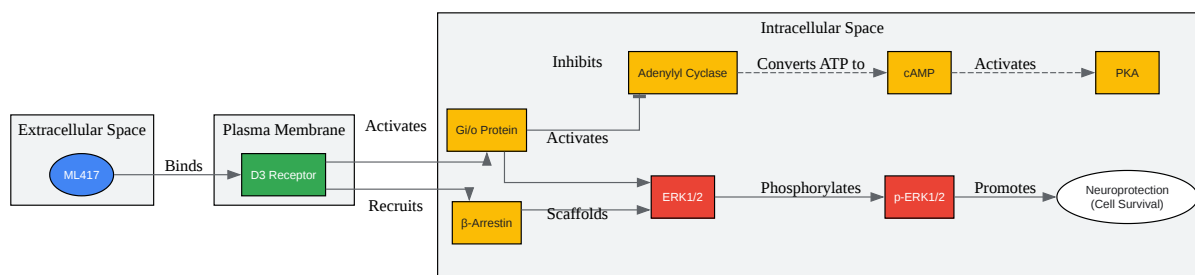 Intracellular Space
Inhibits
Adenylyl Cyclase
Converts ATP to
cAMP
Activates
PKA
Extracellular Space
Plasma Membrane
Activates
Gi/o Protein
Activates
ML417
Binds
D3 Receptor
Recruits
β-Arrestin
Scaffolds
ERK1/2
Phosphorylates
p-ERK1/2
Promotes
Neuroprotection
(Cell Survival)